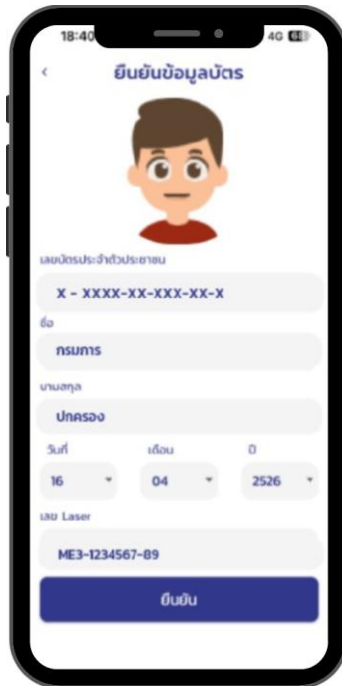 18:40 4G
ยืนยันข้อมูลบัตร
เลขบัตรประจำตัวประชาชน
X - XXXX-XX-XXX-XX-X
ชื่อ
กรมการ
นามสกุล
ปกครอง
วันที่ เดือน ปี
16 04 2526
เลข Laser
ME3-1234567-89
ยืนยัน